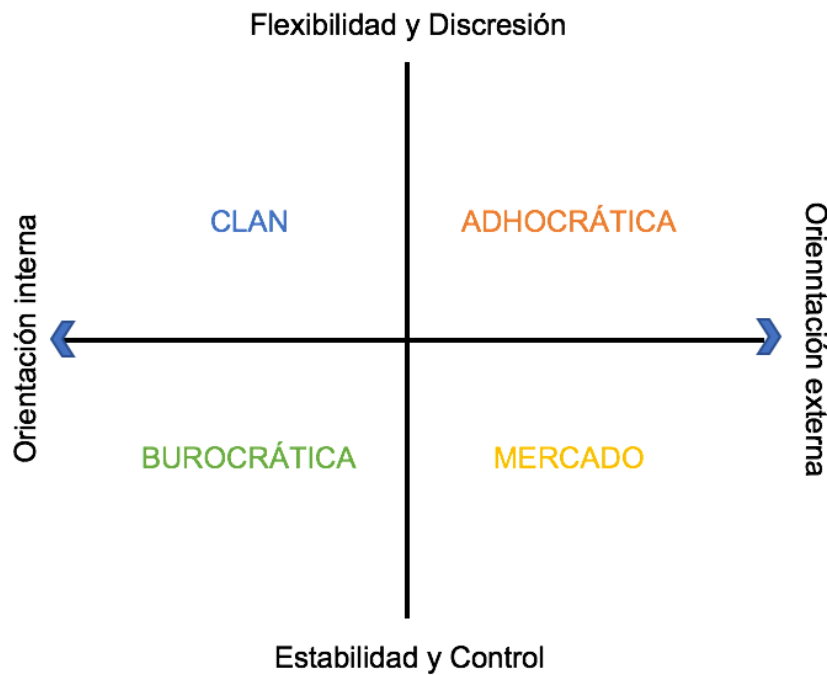 Flexibilidad y Discresión
CLAN
ADHOCRÁTICA
Orientación interna
Orienntación externa
BUROCRÁTICA
MERCADO
Estabilidad y Control